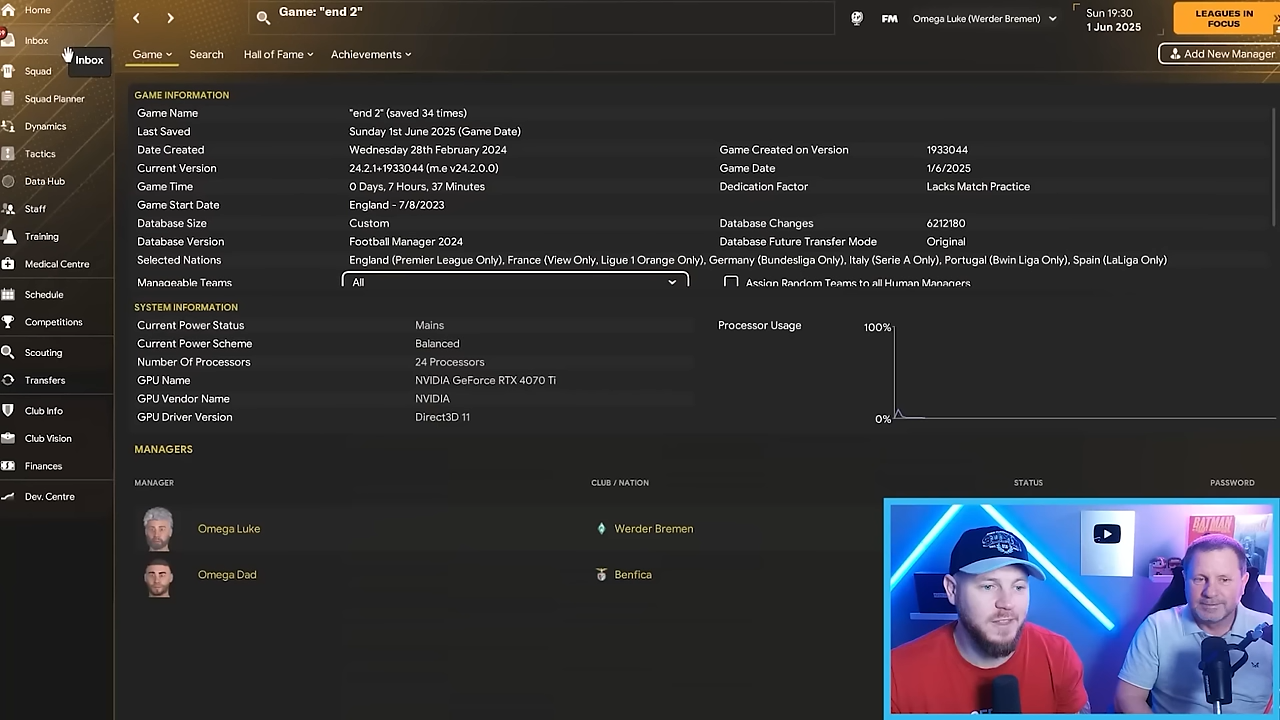 Home
Inbox
Inbox
Squad
Squad Planner
Dynamics
Tactics
Data Hub
Staff
Training
Medical Centre
Schedule
Competitions
Scouting
Transfers
Club Info
Club Vision
Finances
Dev. Centre
Game: "end 2"
FM
Omega Luke (Werder Bremen)
Sun 19:30
1 Jun 2025
LEAGUES IN
FOCUS
Game
Search
Hall of Fame
Achievements
Add New Manager
GAME INFORMATION
Game Name "end 2" (saved 34 times)
Last Saved Sunday 1st June 2025 (Game Date)
Date Created Wednesday 28th February 2024 Game Created on Version 1933044
Current Version 24.2.1+1933044 (m.e v24.2.0.0) Game Date 1/6/2025
Game Time 0 Days, 7 Hours, 37 Minutes Dedication Factor Lacks Match Practice
Game Start Date England - 7/8/2023
Database Size Custom Database Changes 6212180
Database Version Football Manager 2024 Database Future Transfer Mode Original
Selected Nations England (Premier League Only), France (View Only, Ligue 1 Orange Only), Germany (Bundesliga Only), Italy (Serie A Only), Portugal (Bwin Liga Only), Spain (LaLiga Only)
Manageable Teams All Assign Random Teams to all Human Managers
SYSTEM INFORMATION
Current Power Status Mains Processor Usage 100%
Current Power Scheme Balanced
Number Of Processors 24 Processors
GPU Name NVIDIA GeForce RTX 4070 Ti
GPU Vendor Name NVIDIA
GPU Driver Version Direct3D 11 0%
MANAGERS
MANAGER CLUB / NATION STATUS PASSWORD
Omega Luke Werder Bremen
Omega Dad Benfica
BATMAN